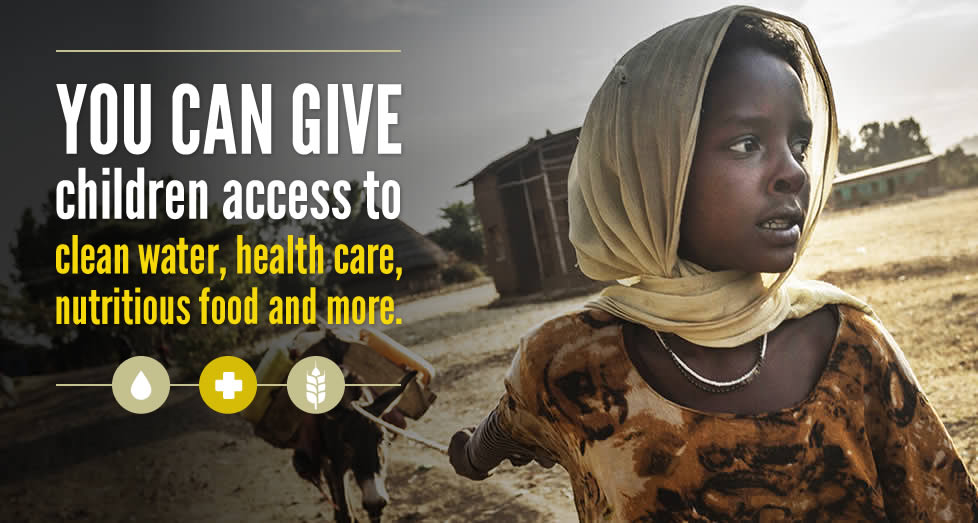 YOU CAN GIVE
children access to
clean water, health care,
nutritious food and more.